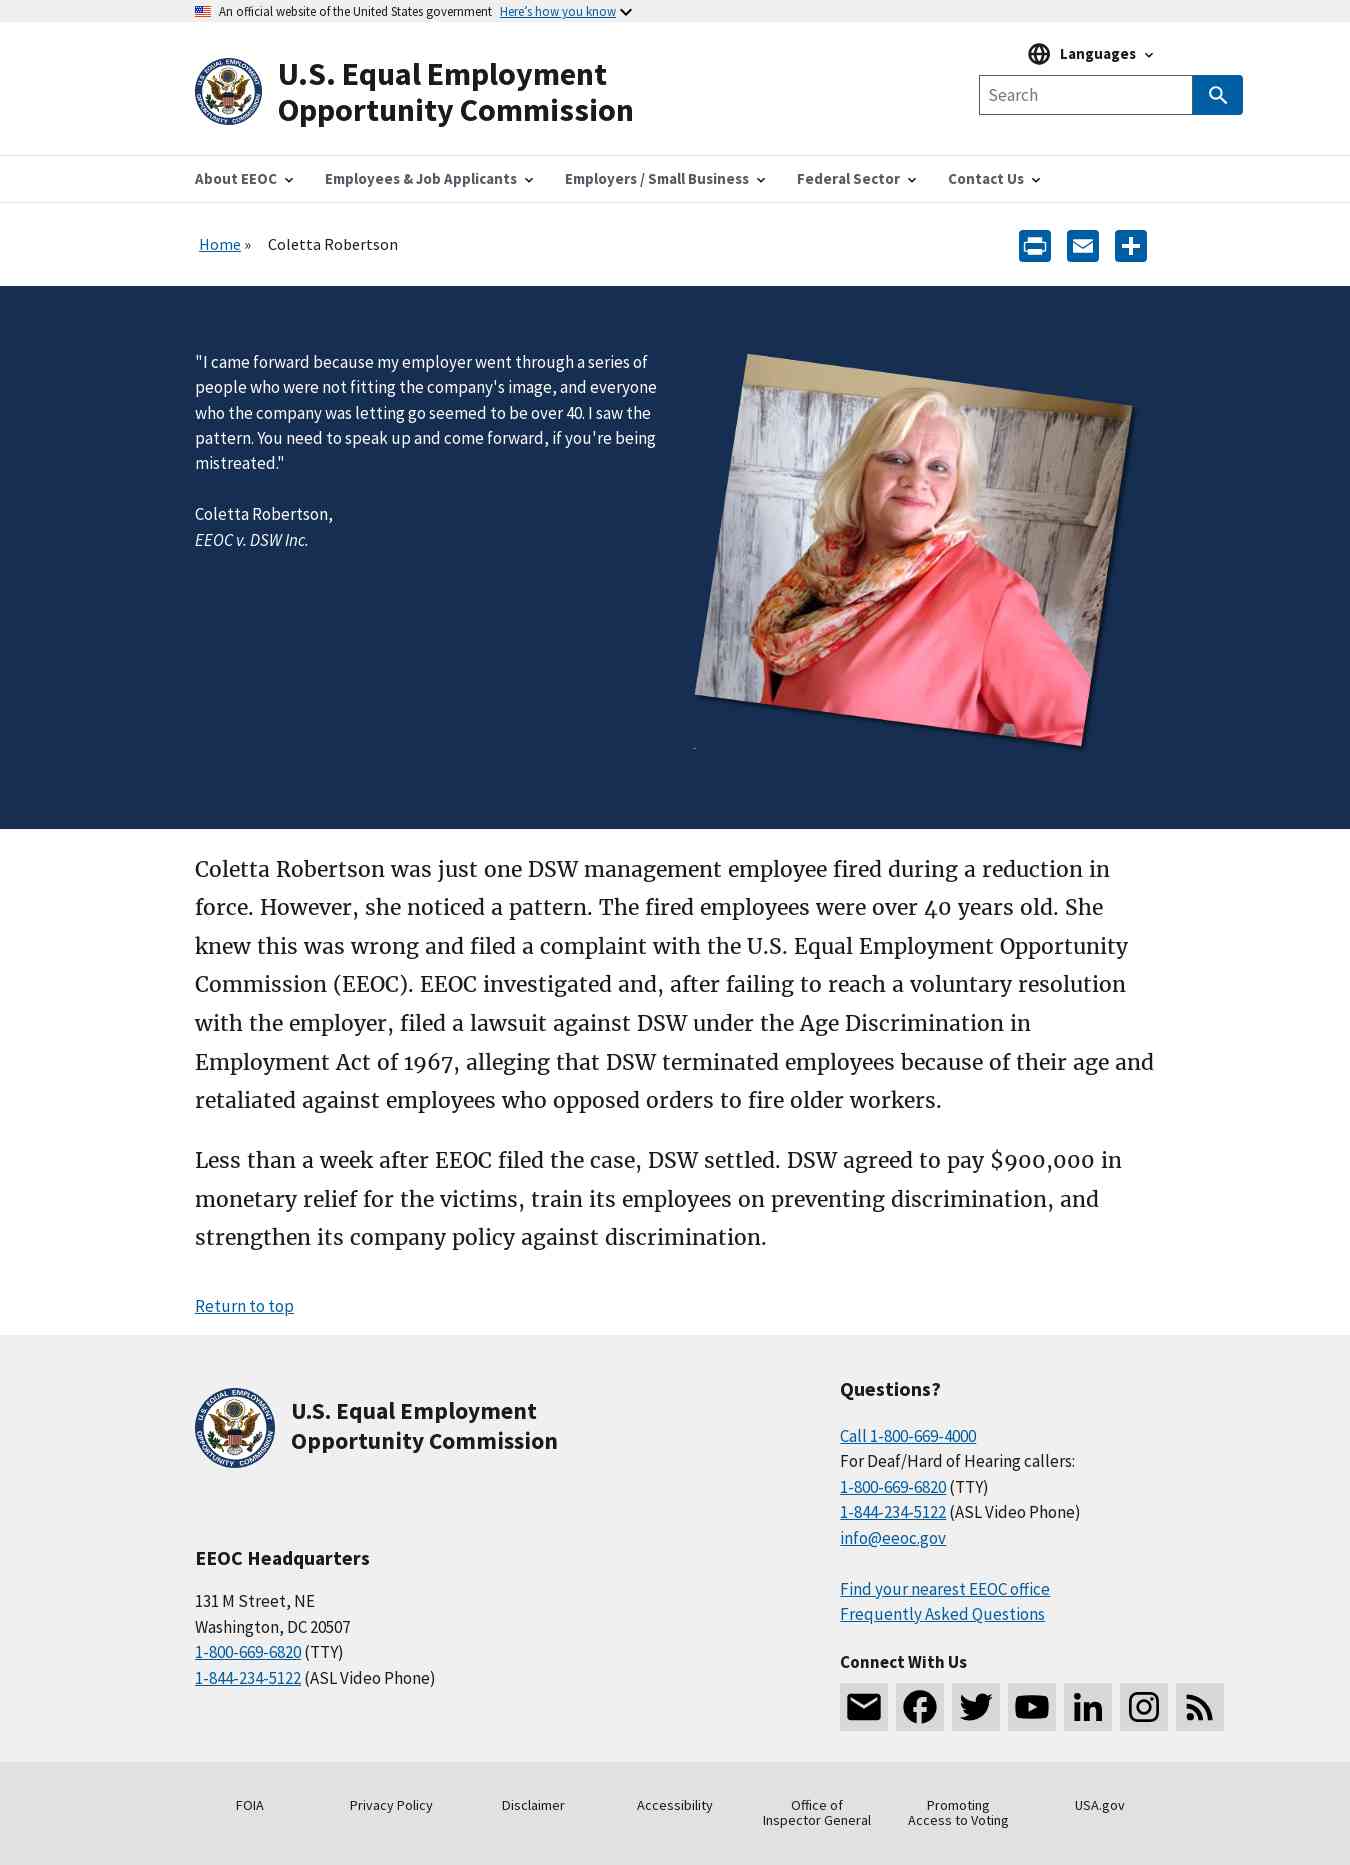 An official website of the United States government Here’s how you know
U.S. Equal Employment
Opportunity Commission
Languages
Search
About EEOC
Employees & Job Applicants
Employers / Small Business
Federal Sector
Contact Us
Home » Coletta Robertson
"I came forward because my employer went through a series of
people who were not fitting the company's image, and everyone
who the company was letting go seemed to be over 40. I saw the
pattern. You need to speak up and come forward, if you're being
mistreated."
Coletta Robertson,
EEOC v. DSW Inc.
Coletta Robertson was just one DSW management employee fired during a reduction in
force. However, she noticed a pattern. The fired employees were over 40 years old. She
knew this was wrong and filed a complaint with the U.S. Equal Employment Opportunity
Commission (EEOC). EEOC investigated and, after failing to reach a voluntary resolution
with the employer, filed a lawsuit against DSW under the Age Discrimination in
Employment Act of 1967, alleging that DSW terminated employees because of their age and
retaliated against employees who opposed orders to fire older workers.
Less than a week after EEOC filed the case, DSW settled. DSW agreed to pay $900,000 in
monetary relief for the victims, train its employees on preventing discrimination, and
strengthen its company policy against discrimination.
Return to top
U.S. Equal Employment
Opportunity Commission
EEOC Headquarters
131 M Street, NE
Washington, DC 20507
1-800-669-6820 (TTY)
1-844-234-5122 (ASL Video Phone)
Questions?
Call 1-800-669-4000
For Deaf/Hard of Hearing callers:
1-800-669-6820 (TTY)
1-844-234-5122 (ASL Video Phone)
info@eeoc.gov
Find your nearest EEOC office
Frequently Asked Questions
Connect With Us
FOIA
Privacy Policy
Disclaimer
Accessibility
Office of
Inspector General
Promoting
Access to Voting
USA.gov